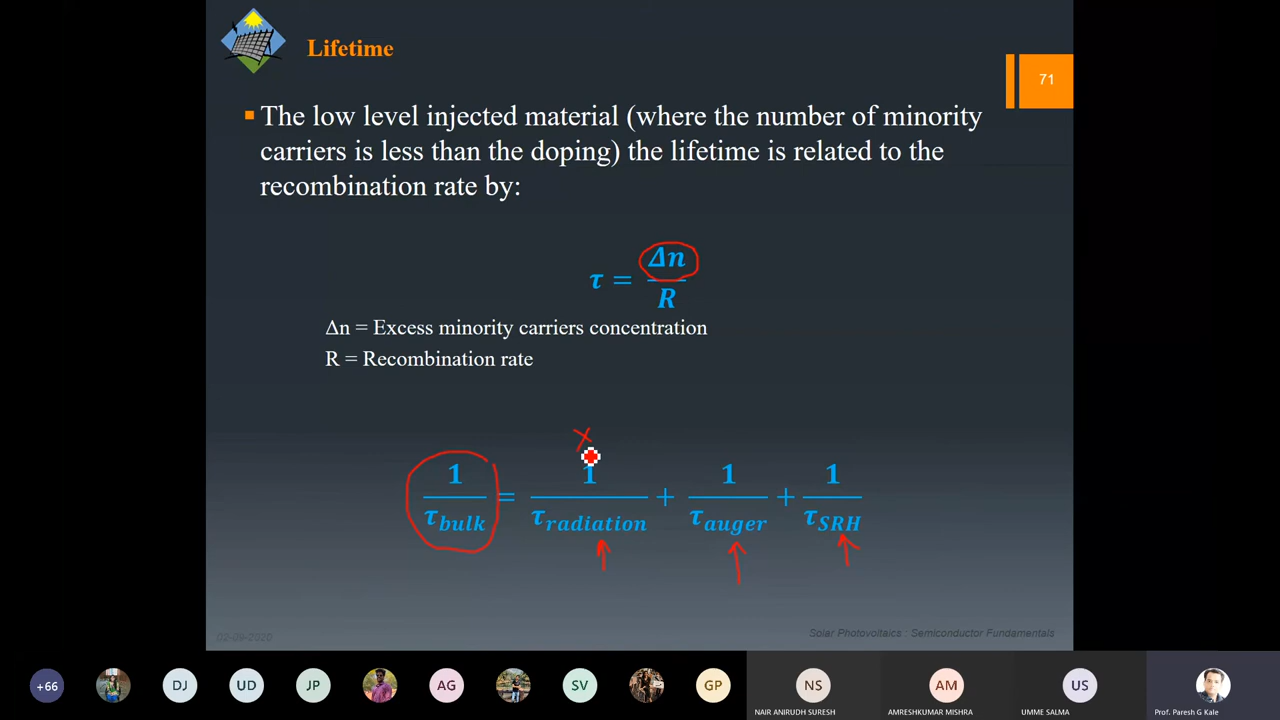 Lifetime
71
The low level injected material (where the number of minority
carriers is less than the doping) the lifetime is related to the
recombination rate by:
τ = Δn / R
Δn = Excess minority carriers concentration
R = Recombination rate
X
1/τbulk = 1/τradiation + 1/τauger + 1/τSRH
02-09-2020
Solar Photovoltaics : Semiconductor Fundamentals
+66
DJ
UD
JP
AG
SV
GP
NS
AM
US
NAIR ANIRUDH SURESH
AMRESHKUMAR MISHRA
UMME SALMA
Prof. Paresh G Kale